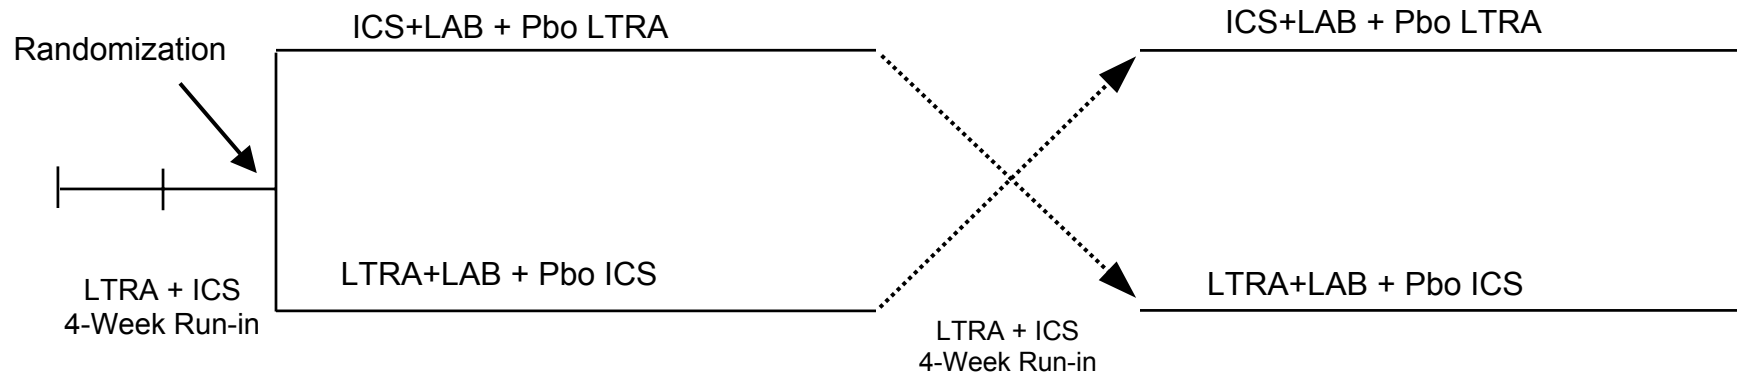 ICS+LAB + Pbo LTRA
ICS+LAB + Pbo LTRA
Randomization
LTRA+LAB + Pbo ICS
LTRA+LAB + Pbo ICS
LTRA + ICS
4-Week Run-in
LTRA + ICS
4-Week Run-in